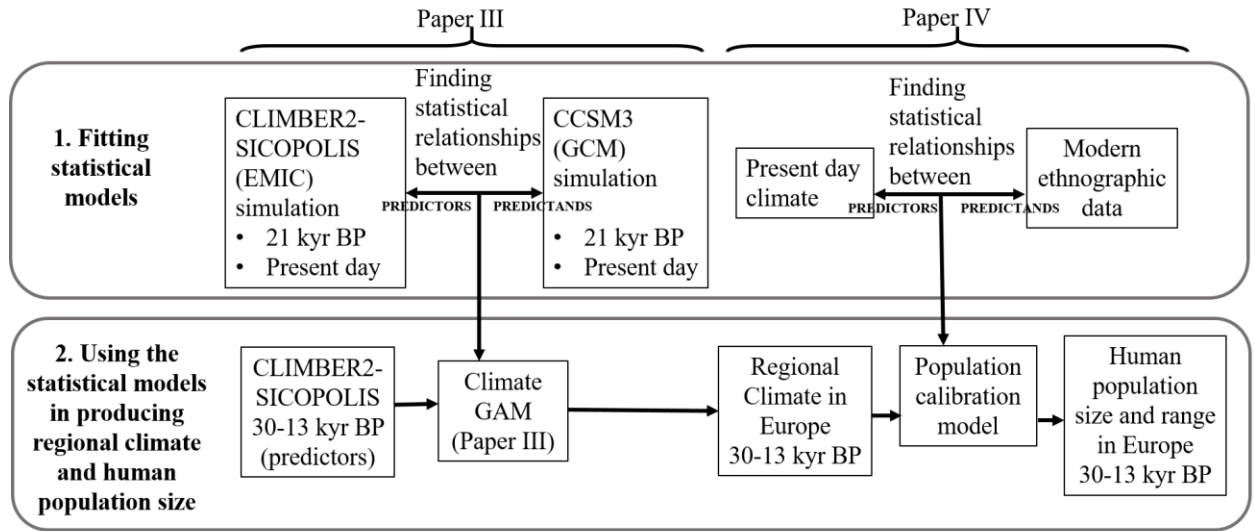 Paper III
Paper IV
1. Fitting
statistical
models
CLIMBER2-
SICOPOLIS
(EMIC)
simulation
• 21 kyr BP
• Present day
Finding
statistical
relationships
between
PREDICTORS
PREDICTANDS
CCSM3
(GCM)
simulation
• 21 kyr BP
• Present day
Present day
climate
Finding
statistical
relationships
between
PREDICTORS
PREDICTANDS
Modern
ethnographic
data
2. Using the
statistical models
in producing
regional climate
and human
population size
CLIMBER2-
SICOPOLIS
30-13 kyr BP
(predictors)
Climate
GAM
(Paper III)
Regional
Climate in
Europe
30-13 kyr BP
Population
calibration
model
Human
population
size and range
in Europe
30-13 kyr BP